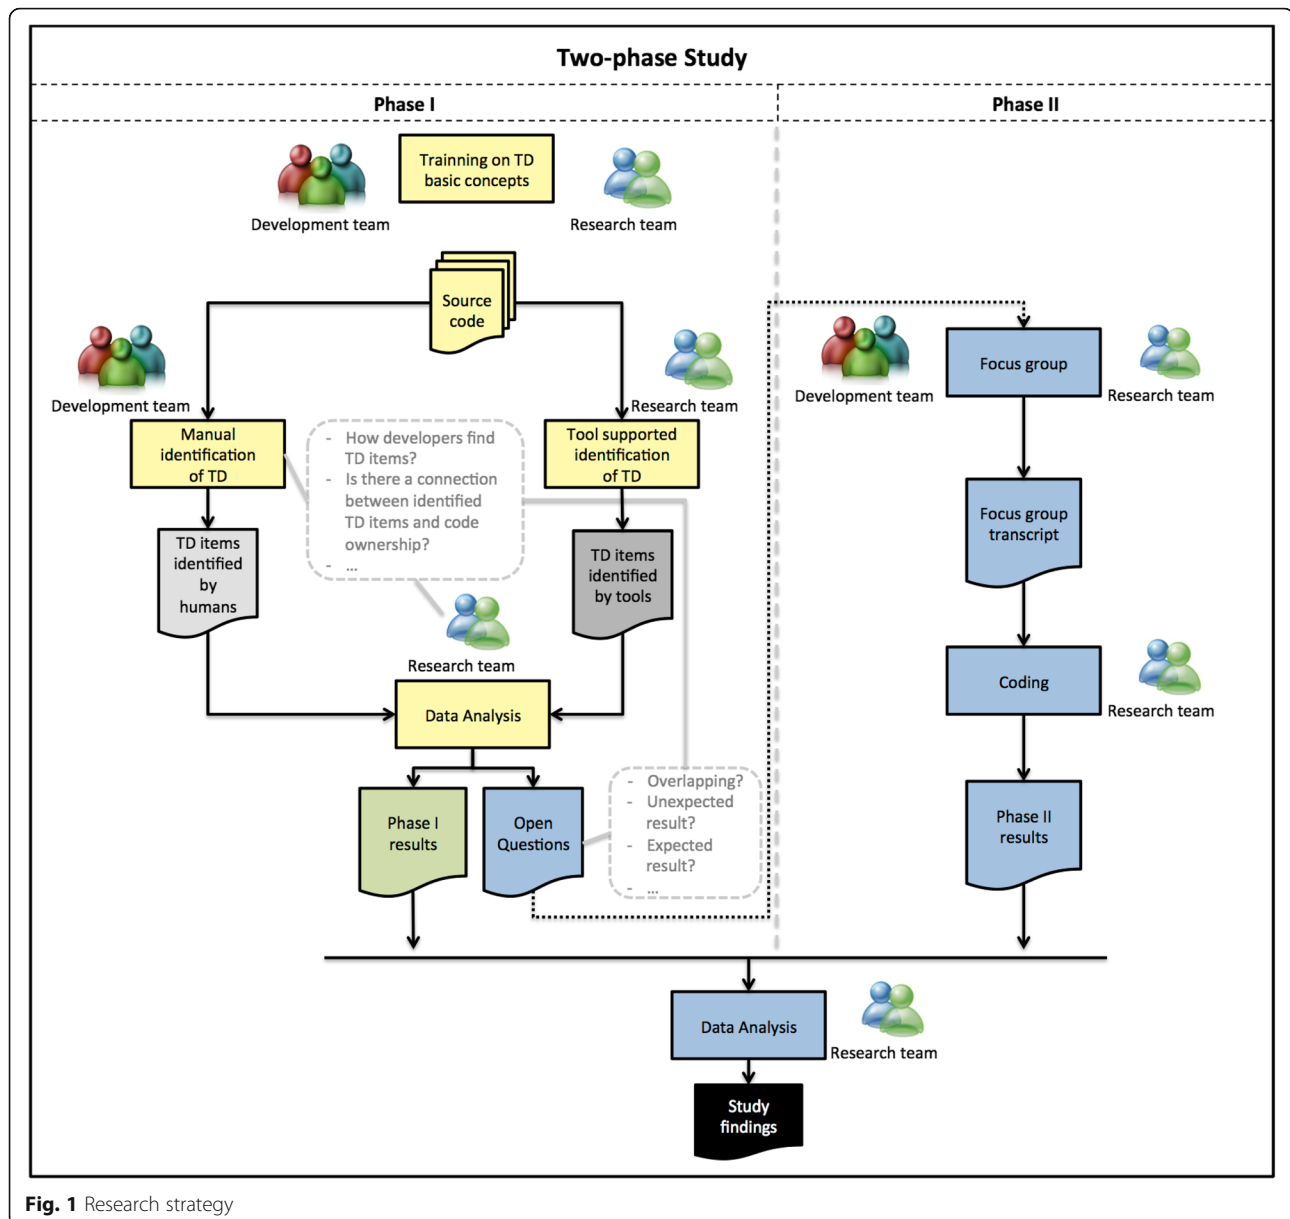 Two-phase Study
Phase I
Phase II
Trainning on TD
basic concepts
Development team
Research team
Source
code
Development team
Research team
Manual
identification
of TD
- How developers find
TD items?
- Is there a connection
between identified
TD items and code
ownership?
- ...
Tool supported
identification
of TD
TD items
identified
by
humans
TD items
identified
by tools
Research team
Data Analysis
Phase I
results
Open
Questions
- Overlapping?
- Unexpected
result?
- Expected
result?
- ...
Development team
Focus group
Research team
Focus group
transcript
Coding
Research team
Phase II
results
Data Analysis
Research team
Study
findings
Fig. 1 Research strategy